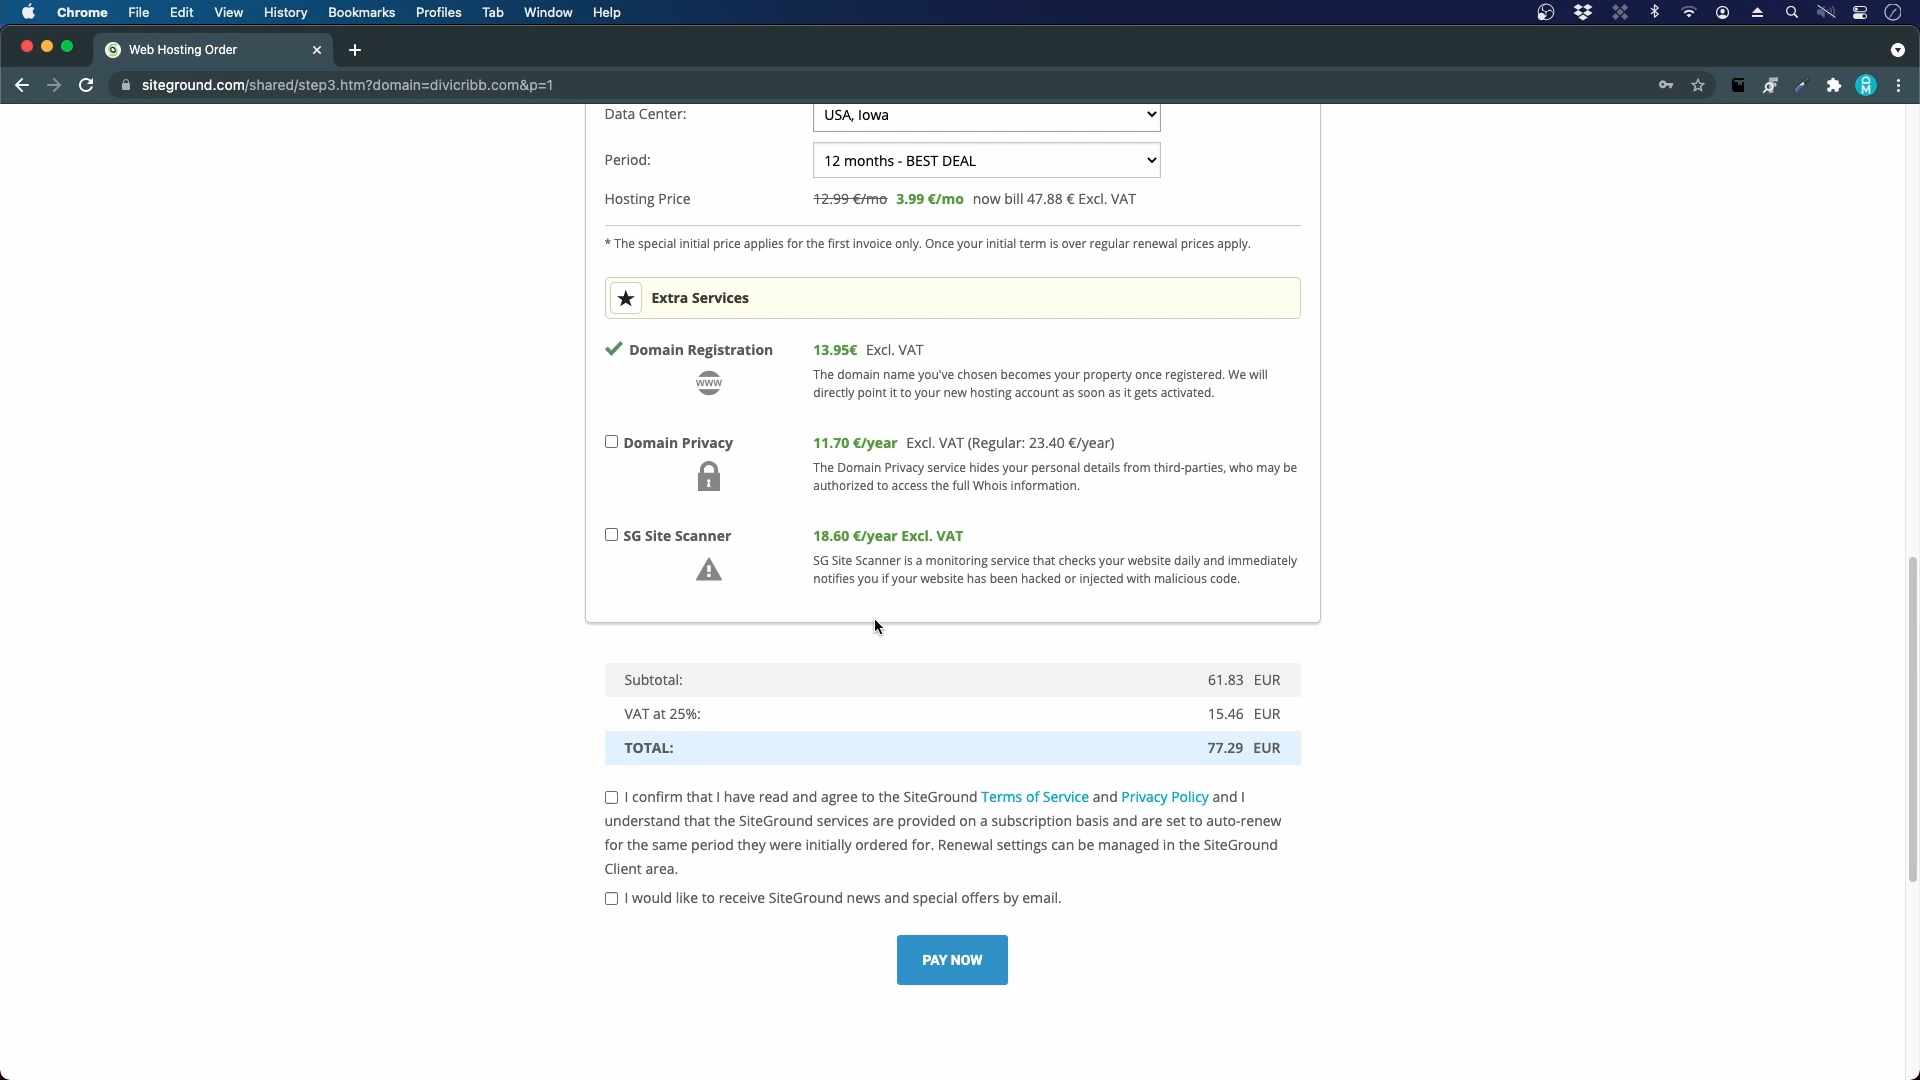 Chrome File Edit View History Bookmarks Profiles Tab Window Help
Web Hosting Order
siteground.com/shared/step3.htm?domain=divicribb.com&p=1
Data Center: USA, Iowa
Period: 12 months - BEST DEAL
Hosting Price 12.99 €/mo 3.99 €/mo now bill 47.88 € Excl. VAT
* The special initial price applies for the first invoice only. Once your initial term is over regular renewal prices apply.
Extra Services
Domain Registration 13.95€ Excl. VAT
www
The domain name you've chosen becomes your property once registered. We will
directly point it to your new hosting account as soon as it gets activated.
Domain Privacy 11.70 €/year Excl. VAT (Regular: 23.40 €/year)
The Domain Privacy service hides your personal details from third-parties, who may be
authorized to access the full Whois information.
SG Site Scanner 18.60 €/year Excl. VAT
SG Site Scanner is a monitoring service that checks your website daily and immediately
notifies you if your website has been hacked or injected with malicious code.
Subtotal: 61.83 EUR
VAT at 25%: 15.46 EUR
TOTAL: 77.29 EUR
I confirm that I have read and agree to the SiteGround Terms of Service and Privacy Policy and I
understand that the SiteGround services are provided on a subscription basis and are set to auto-renew
for the same period they were initially ordered for. Renewal settings can be managed in the SiteGround
Client area.
I would like to receive SiteGround news and special offers by email.
PAY NOW